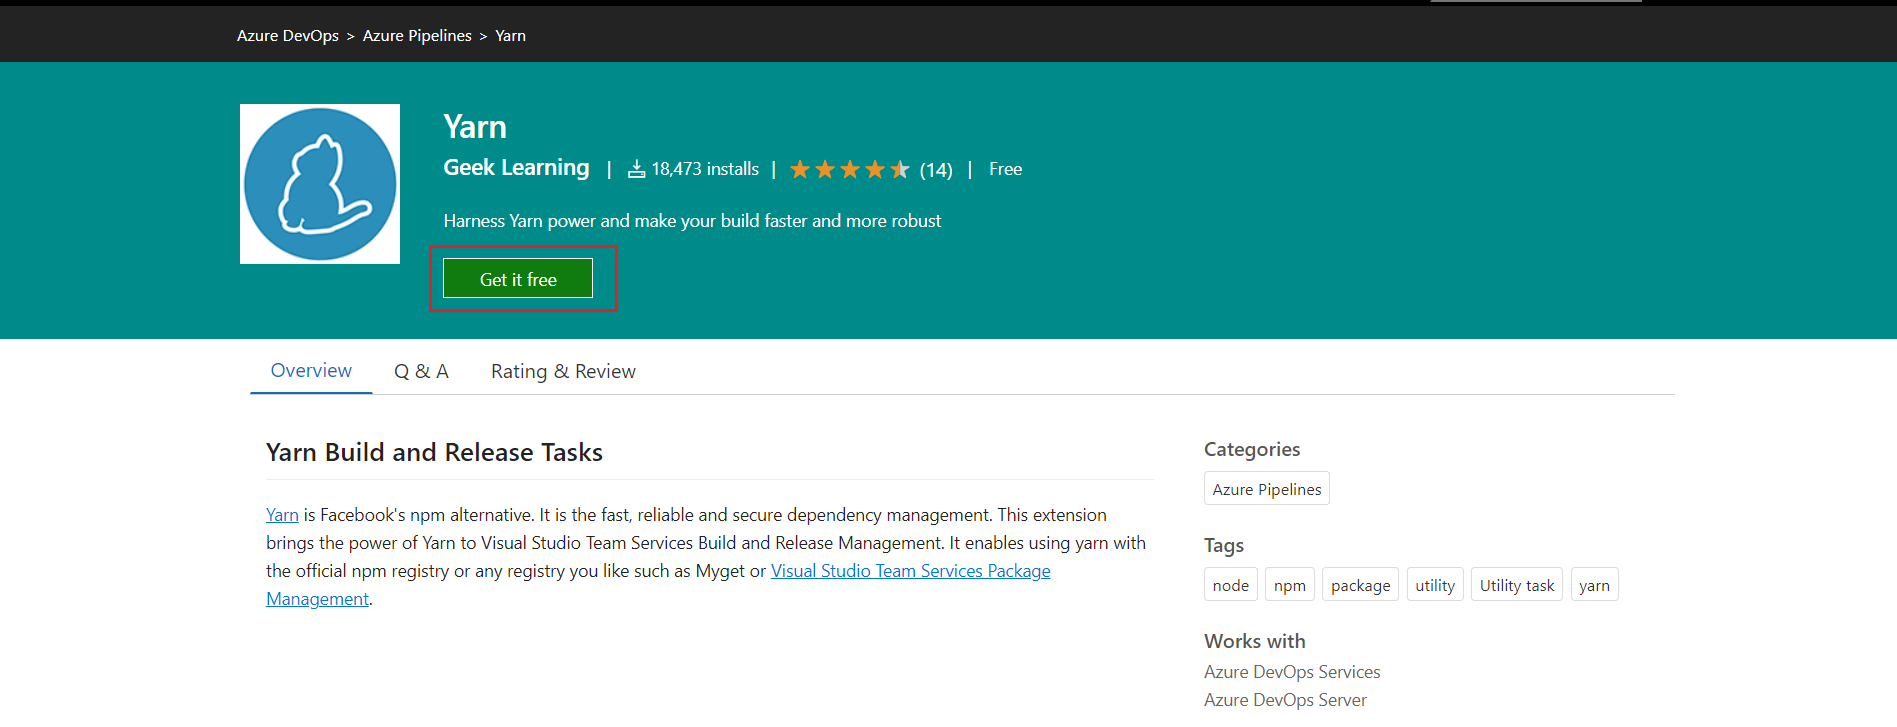 Azure DevOps > Azure Pipelines > Yarn
Yarn
Geek Learning | 18,473 installs | (14) | Free
Harness Yarn power and make your build faster and more robust
Get it free
Overview Q & A Rating & Review
Yarn Build and Release Tasks
Yarn is Facebook's npm alternative. It is the fast, reliable and secure dependency management. This extension
brings the power of Yarn to Visual Studio Team Services Build and Release Management. It enables using yarn with
the official npm registry or any registry you like such as Myget or Visual Studio Team Services Package
Management.
Categories
Azure Pipelines
Tags
node npm package utility Utility task yarn
Works with
Azure DevOps Services
Azure DevOps Server